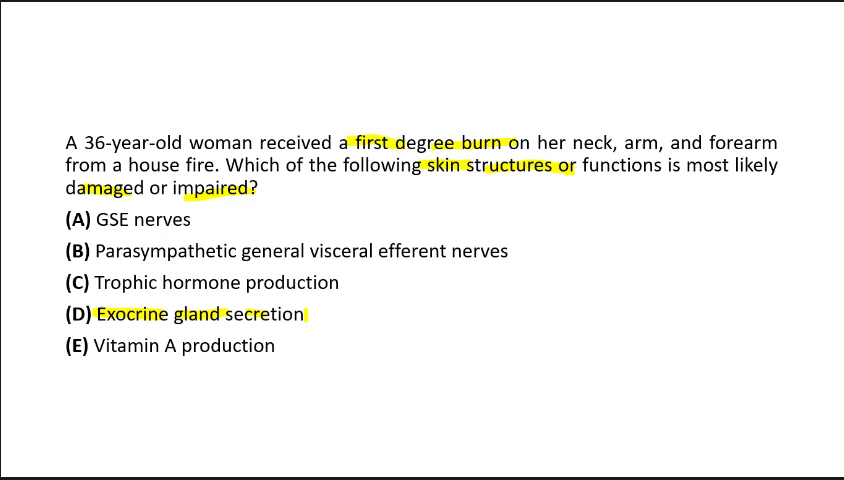 A 36-year-old woman received a first degree burn on her neck, arm, and forearm
from a house fire. Which of the following skin structures or functions is most likely
damaged or impaired?
(A) GSE nerves
(B) Parasympathetic general visceral efferent nerves
(C) Trophic hormone production
(D) Exocrine gland secretion
(E) Vitamin A production